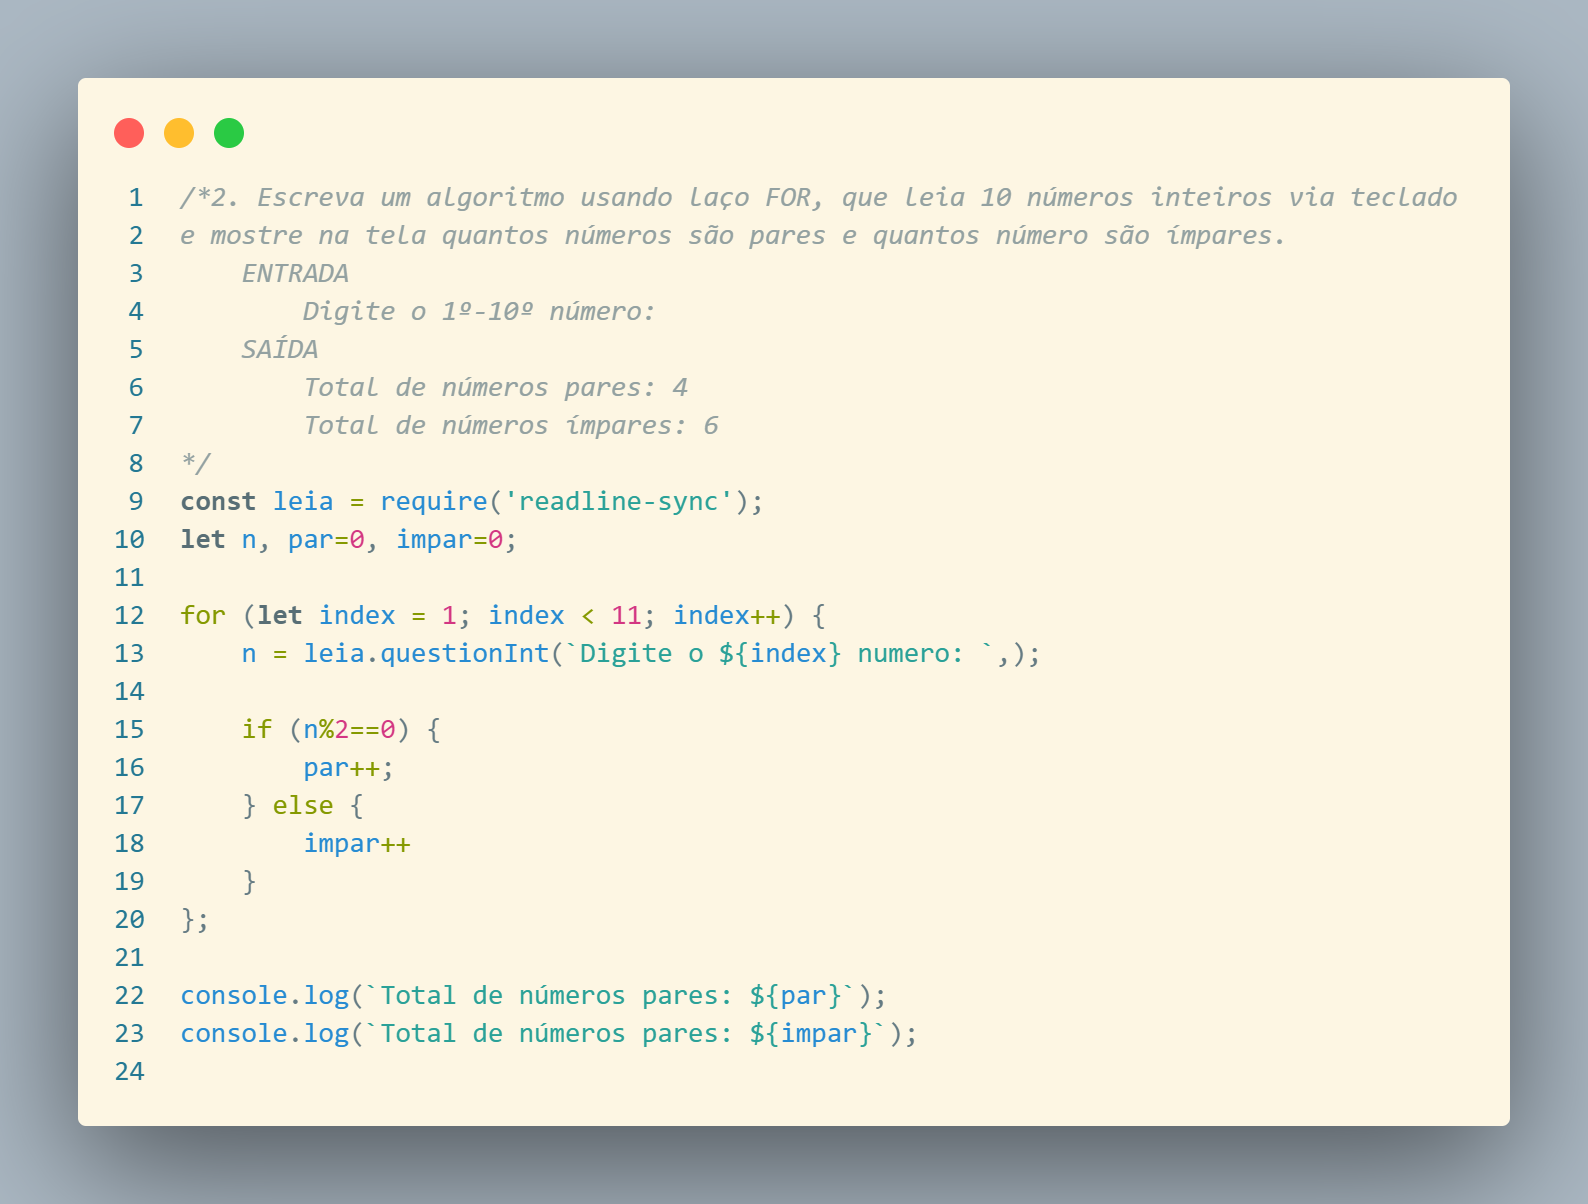 1 /*2. Escreva um algoritmo usando laço FOR, que leia 10 números inteiros via teclado
2 e mostre na tela quantos números são pares e quantos número são ímpares.
3     ENTRADA
4         Digite o 1º-10º número:
5     SAÍDA
6         Total de números pares: 4
7         Total de números ímpares: 6
8 */
9 const leia = require('readline-sync');
10 let n, par=0, impar=0;
11
12 for (let index = 1; index < 11; index++) {
13     n = leia.questionInt(`Digite o ${index} numero: `,);
14
15     if (n%2==0) {
16         par++;
17     } else {
18         impar++
19     }
20 };
21
22 console.log(`Total de números pares: ${par}`);
23 console.log(`Total de números pares: ${impar}`);
24